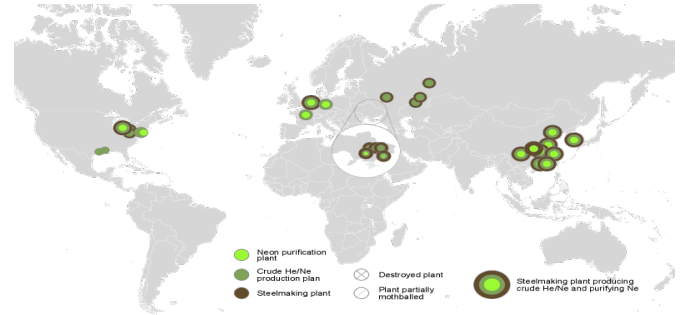 Neon purification
plant
Crude He/Ne
production plan
Steelmaking plant
Destroyed plant
Plant partially
mothballed
Steelmaking plant producing
crude He/Ne and purifying Ne